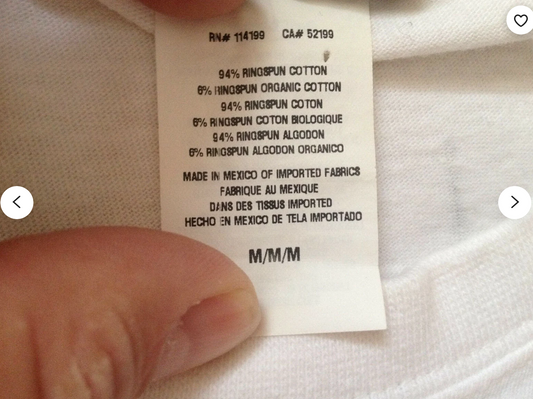 RN# 114199 CA# 52199
94% RINGSPUN COTTON
6% RINGSPUN ORGANIC COTTON
94% RINGSPUN COTON
6% RINGSPUN COTON BIOLOGIQUE
94% RINGSPUN ALGODON
6% RINGSPUN ALGODON ORGANICO
MADE IN MEXICO OF IMPORTED FABRICS
FABRIQUE AU MEXIQUE
DANS DES TISSUS IMPORTED
HECHO EN MEXICO DE TELA IMPORTADO
M/M/M